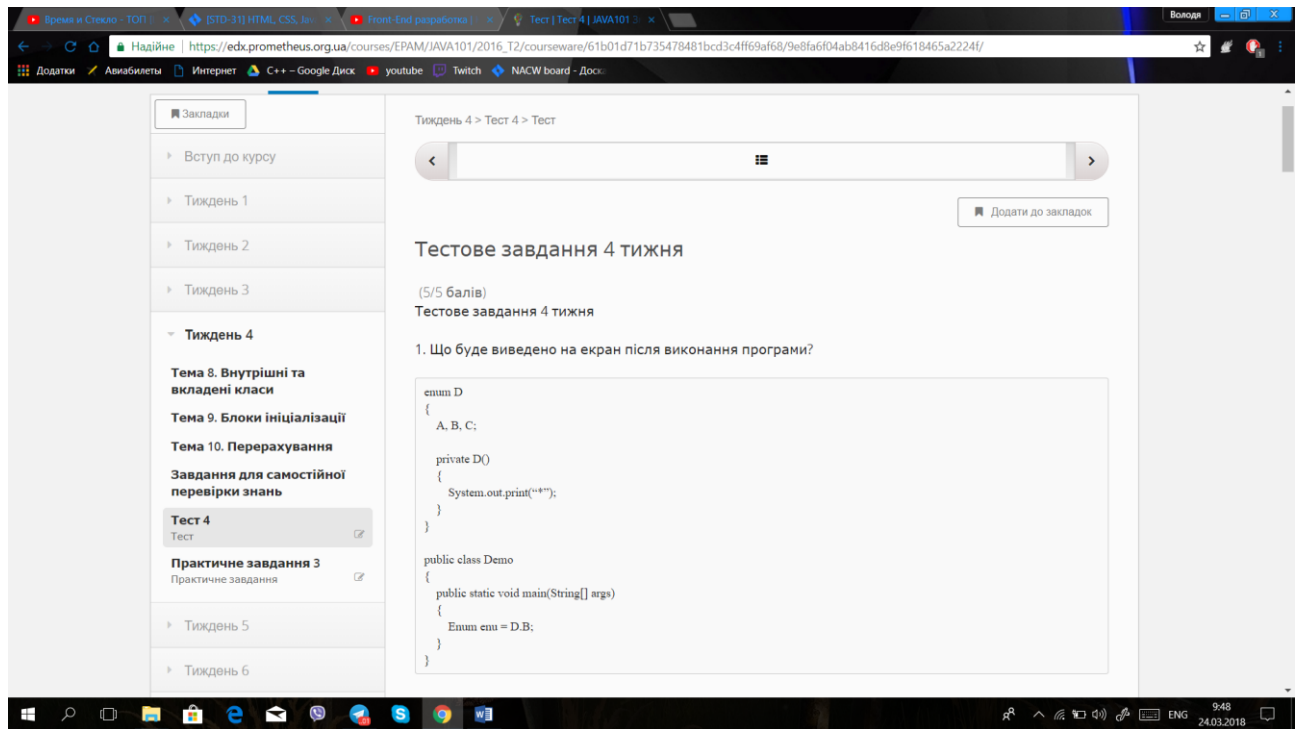 Время и Стекло - ТОП
[STD-31] HTML, CSS, Jav
Front-End разработка |
Тест | Тест 4 | JAVA101 3
Володя
Надійне | https://edx.prometheus.org.ua/courses/EPAM/JAVA101/2016_T2/courseware/61b01d71b735478481bcd3c4ff69af68/9e8fa6f04ab8416d8e9f618465a2224f/
Додатки Авиабилеты Интернет C++ – Google Диск youtube Twitch NACW board - Доск
Закладки
Вступ до курсу
Тиждень 1
Тиждень 2
Тиждень 3
Тиждень 4
Тема 8. Внутрішні та
вкладені класи
Тема 9. Блоки ініціалізації
Тема 10. Перерахування
Завдання для самостійної
перевірки знань
Тест 4
Тест
Практичне завдання 3
Практичне завдання
Тиждень 5
Тиждень 6
Тиждень 4 > Тест 4 > Тест
Додати до закладок
Тестове завдання 4 тижня
(5/5 балів)
Тестове завдання 4 тижня
1. Що буде виведено на екран після виконання програми?
enum D
{
A, B, C;
private D()
{
System.out.print(“*”);
}
}
public class Demo
{
public static void main(String[] args)
{
Enum enu = D.B;
}
}
ENG
9:48
24.03.2018